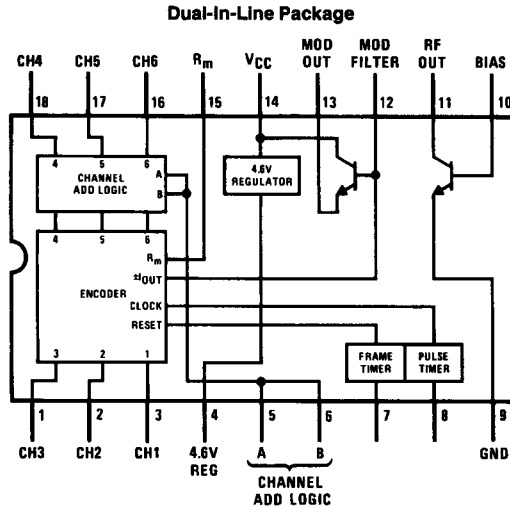 Dual-In-Line Package
CH4 CH5 CH6 Rm VCC MOD OUT MOD FILTER RF OUT BIAS
18 17 16 15 14 13 12 11 10
4 5 6
CHANNEL ADD LOGIC
A
B
4.6V REGULATOR
4 5 6
Rm
±IOUT
ENCODER
CLOCK
RESET
3 2 1
FRAME TIMER
PULSE TIMER
1 2 3 4 5 6 7 8 9
CH3 CH2 CH1 4.6V REG A B GND
CHANNEL ADD LOGIC